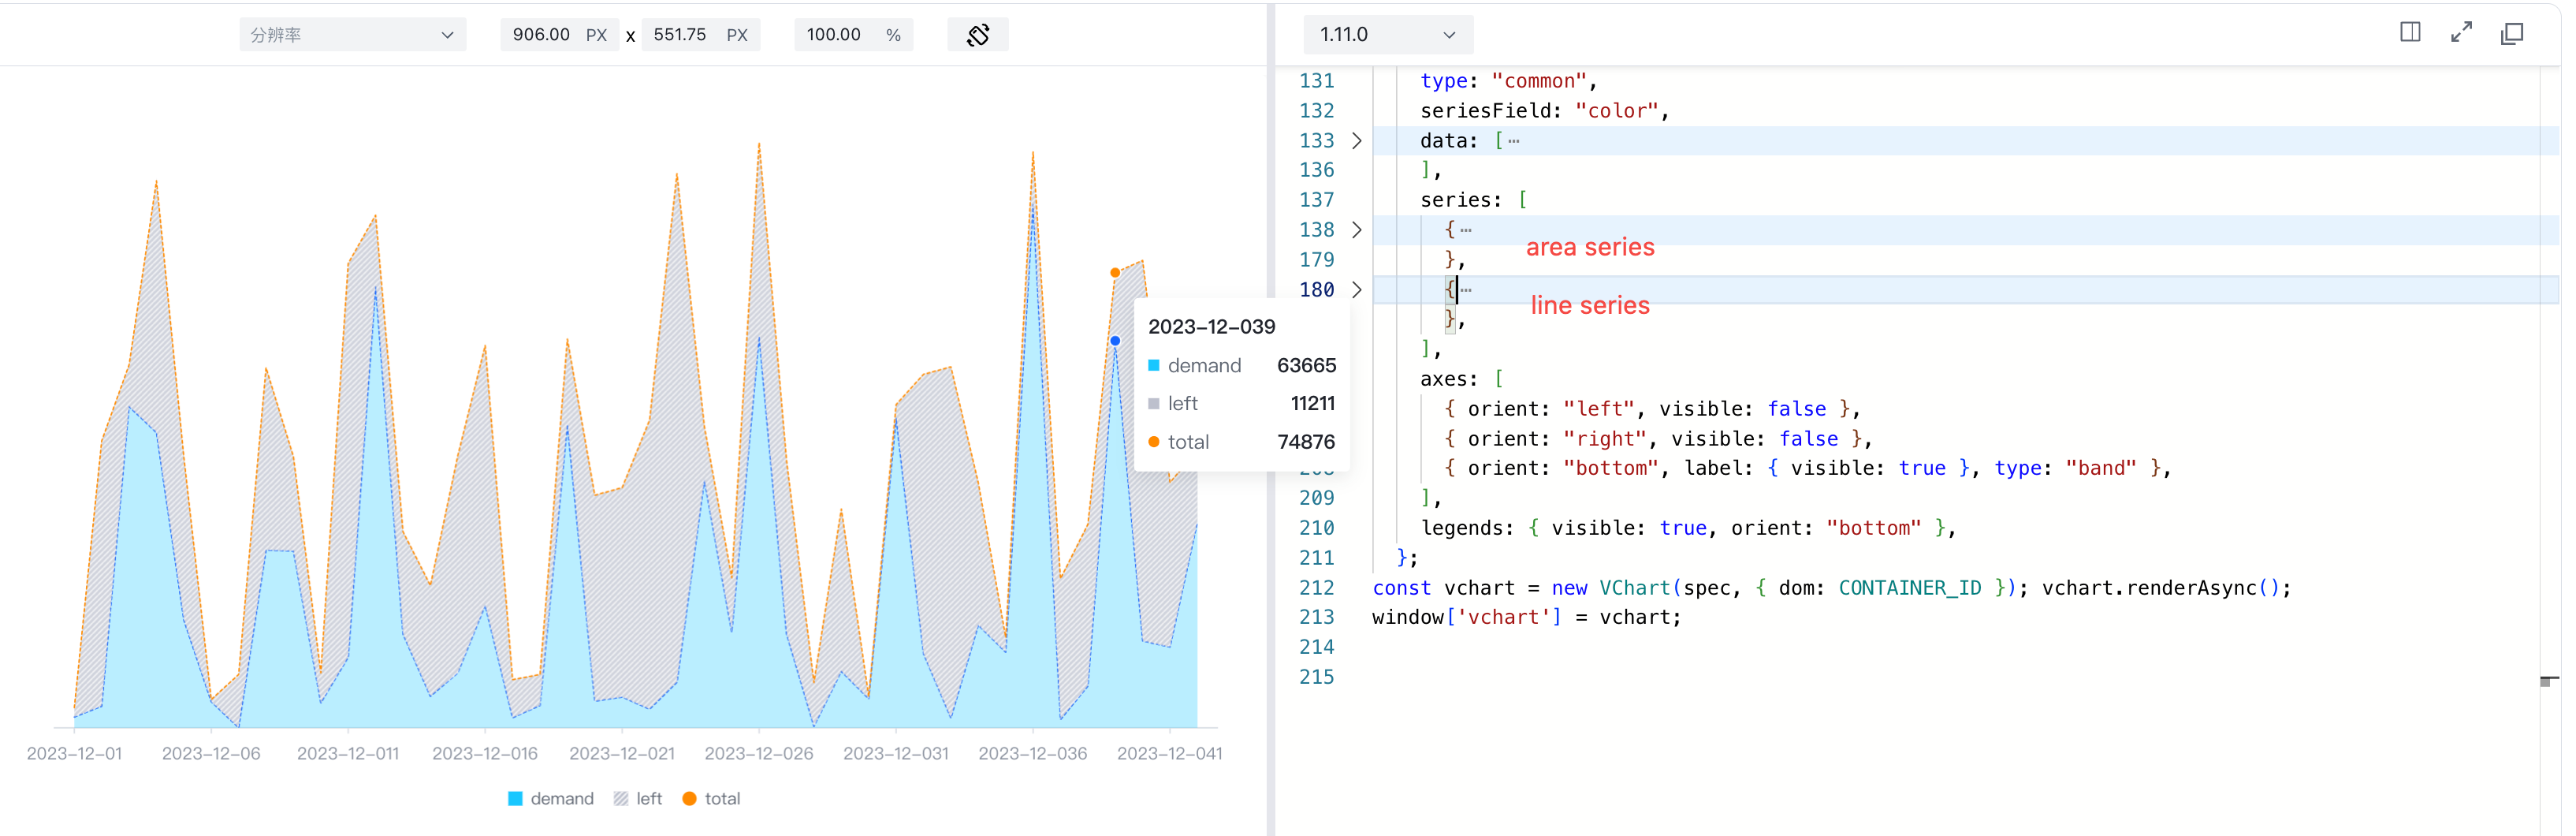 分辨率 906.00 PX x 551.75 PX 100.00 %
2023-12-039
demand 63665
left 11211
total 74876
2023-12-01 2023-12-06 2023-12-011 2023-12-016 2023-12-021 2023-12-026 2023-12-031 2023-12-036 2023-12-041
demand left total
1.11.0
131 type: "common",
132 seriesField: "color",
133 data: […
136 ],
137 series: [
138 {…
area series
179 },
180 {…
line series
},
],
axes: [
{ orient: "left", visible: false },
{ orient: "right", visible: false },
{ orient: "bottom", label: { visible: true }, type: "band" },
209 ],
210 legends: { visible: true, orient: "bottom" },
211 };
212 const vchart = new VChart(spec, { dom: CONTAINER_ID }); vchart.renderAsync();
213 window['vchart'] = vchart;
214
215